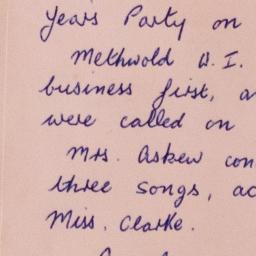 Years Party on
Methwold W.I.
business first, a
were called on
Mrs. Askew con
three songs, ac
Miss. Clarke.